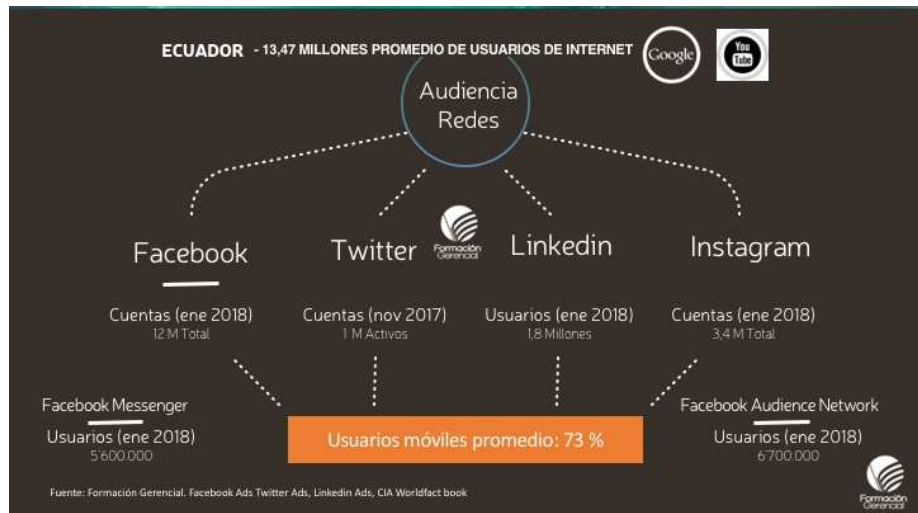 ECUADOR - 13,47 MILLONES PROMEDIO DE USUARIOS DE INTERNET
Google
You
Tube
Audiencia
Redes
Facebook
Twitter
Formación
Gerencial
Linkedin
Instagram
Cuentas (ene 2018)
12 M Total
Cuentas (nov 2017)
1 M Activos
Usuarios (ene 2018)
1,8 Millones
Cuentas (ene 2018)
3,4 M Total
Facebook Messenger
Usuarios (ene 2018)
5'600.000
Usuarios móviles promedio: 73 %
Facebook Audience Network
Usuarios (ene 2018)
6'700.000
Fuente: Formación Gerencial. Facebook Ads Twitter Ads, Linkedin Ads, CIA Worldfact book
Formación
Gerencial